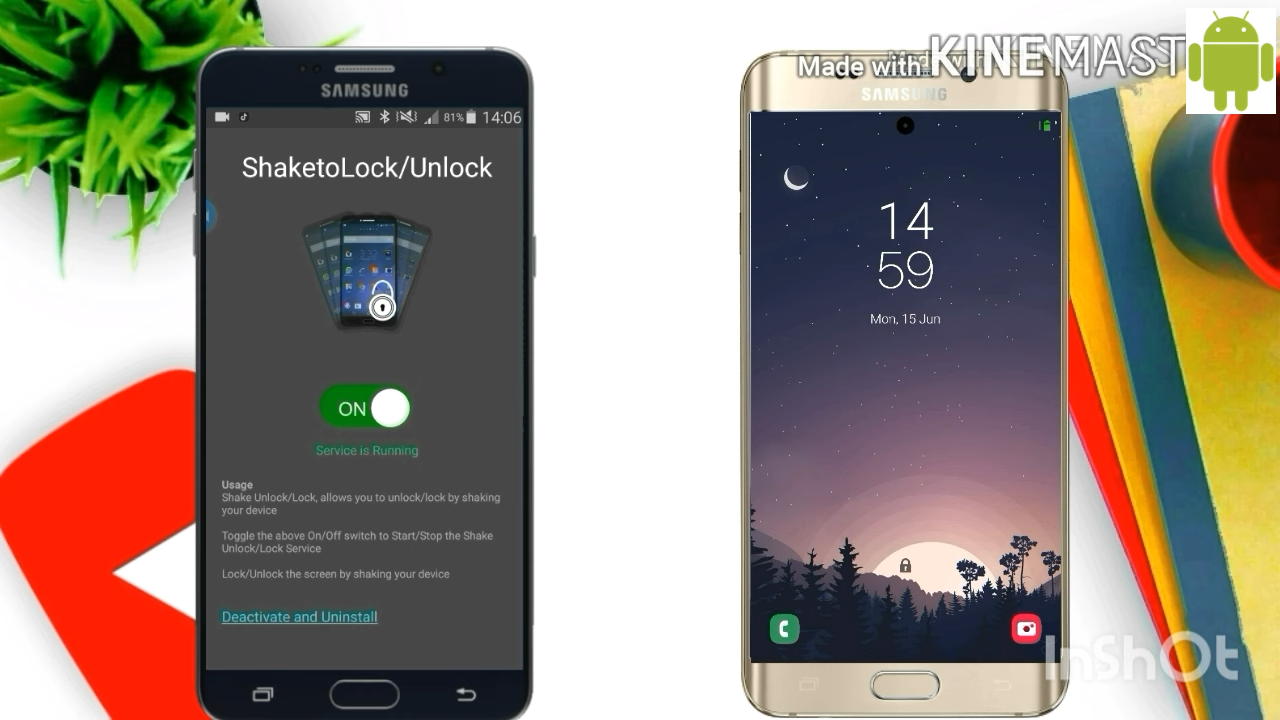 SAMSUNG
81% 14:06
ShaketoLock/Unlock
ON
Service is Running
Usage
Shake Unlock/Lock, allows you to unlock/lock by shaking
your device
Toggle the above On/Off switch to Start/Stop the Shake
Unlock/Lock Service
Lock/Unlock the screen by shaking your device
Deactivate and Uninstall
Made with KINEMAST
SAMSUNG
14
59
Mon, 15 Jun
InShOt